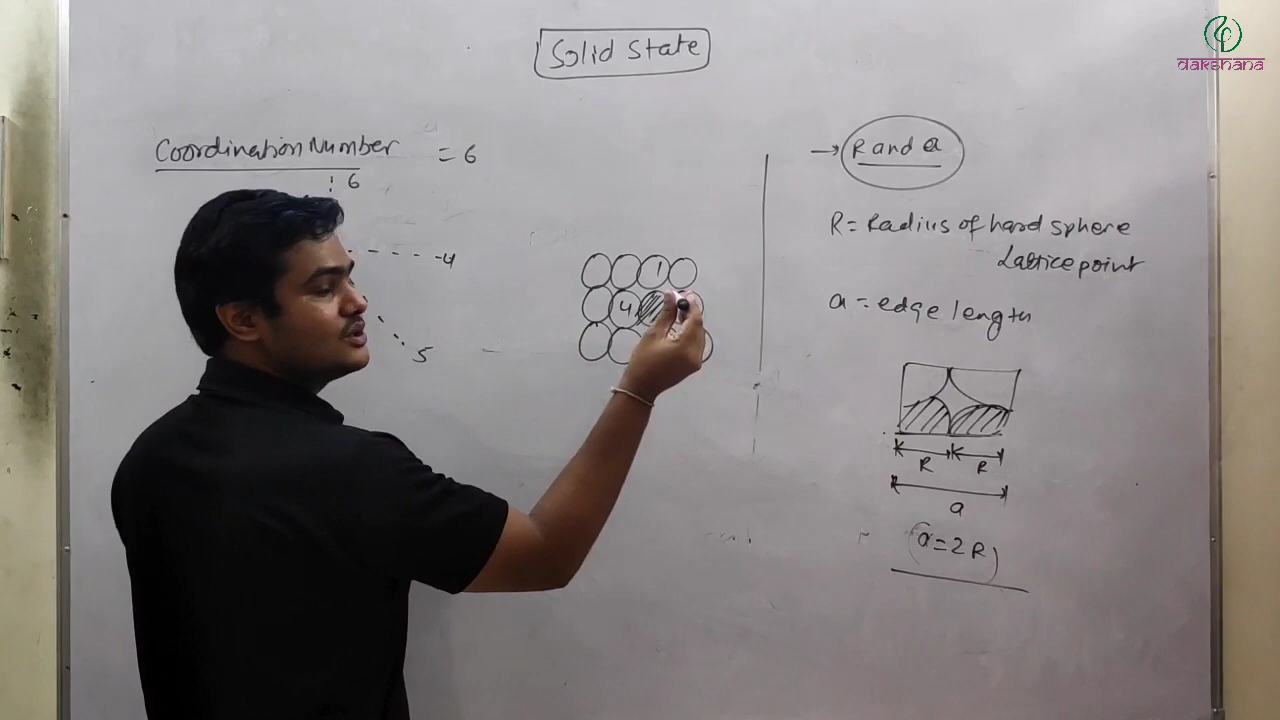 Solid State
dakshana
Coordination Number = 6
6
4
5
1
4
→ R and a
R = Radius of hard sphere
Lattice point
a = edge length
R R
a
a = 2R